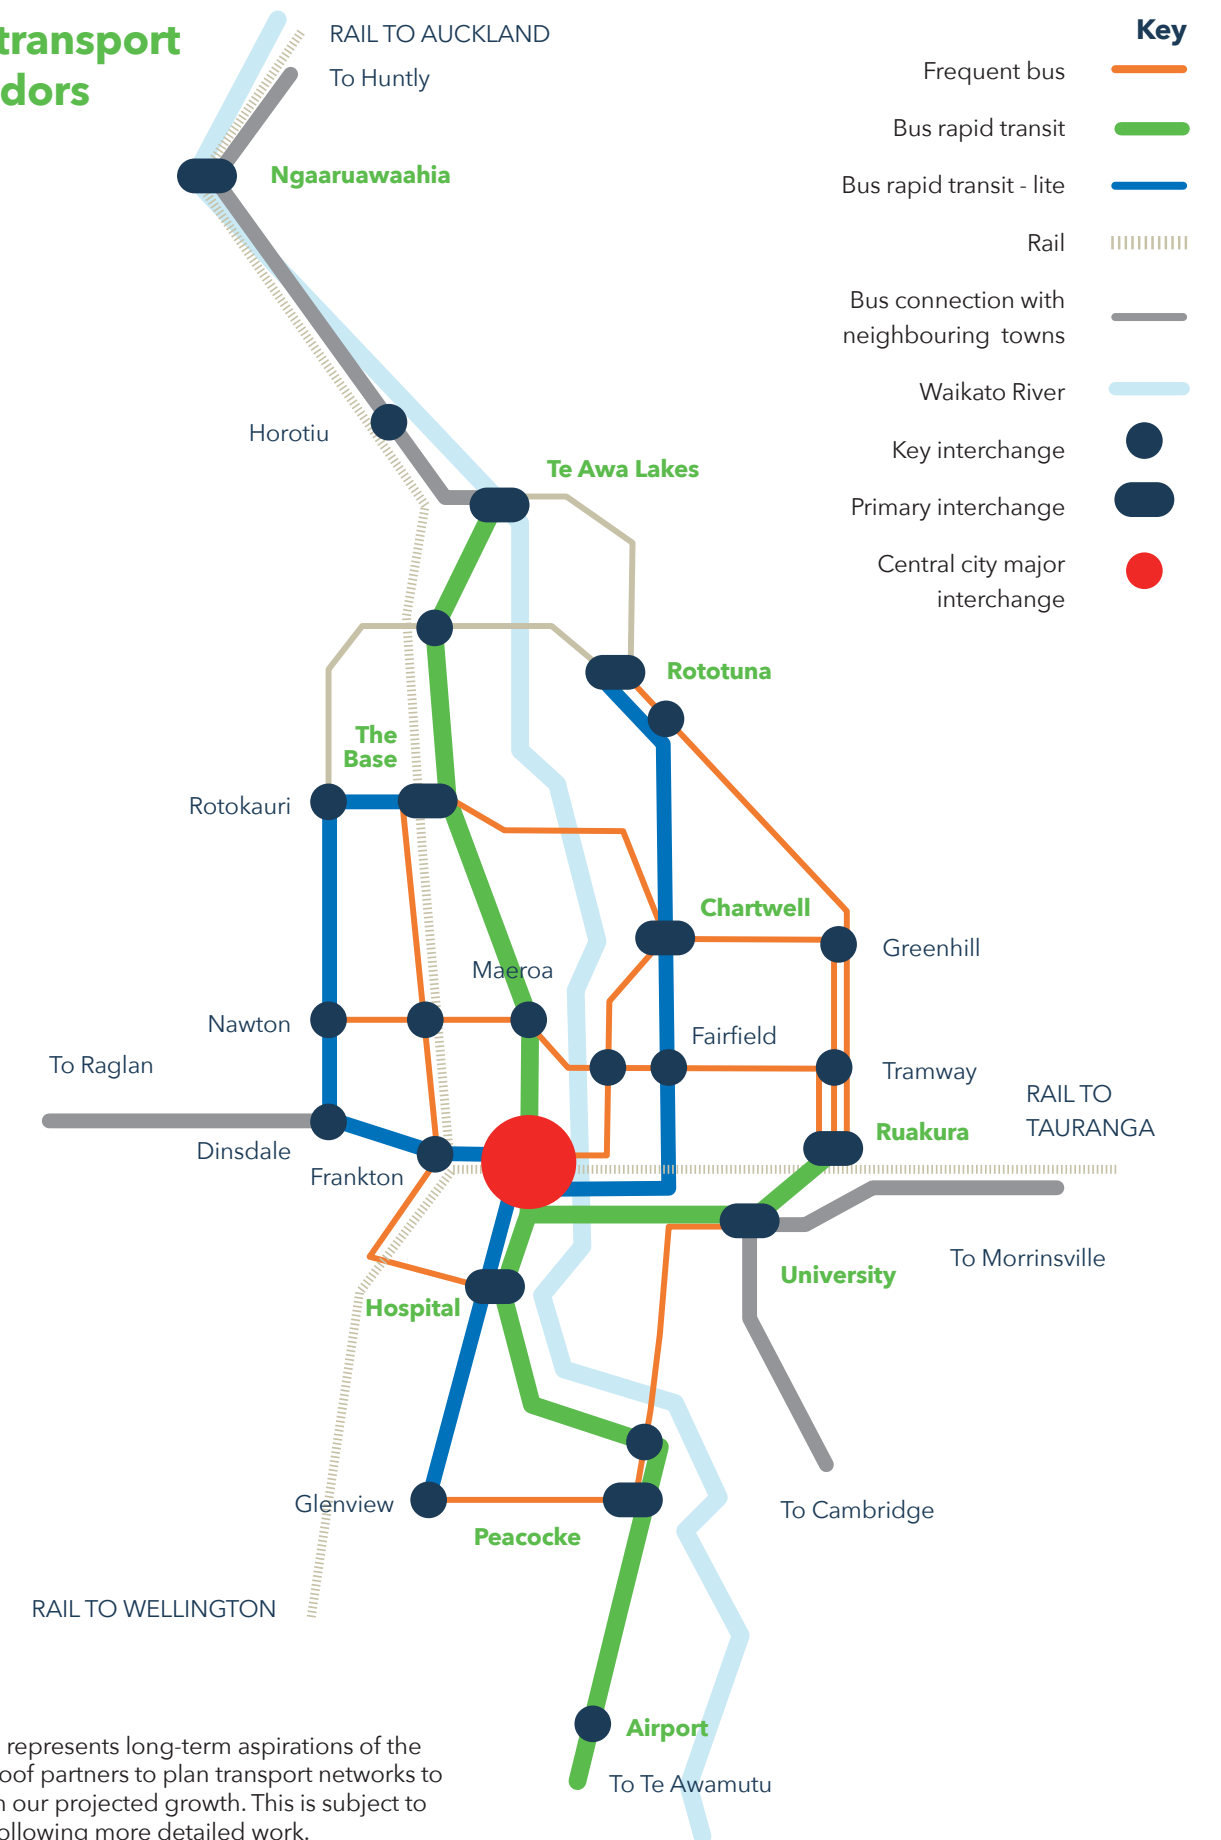 transport
dors
RAIL TO AUCKLAND
To Huntly
Key
Frequent bus
Bus rapid transit
Bus rapid transit - lite
Rail
Bus connection with
neighbouring towns
Waikato River
Key interchange
Primary interchange
Central city major
interchange
Ngaaruawaahia
Horotiu
Te Awa Lakes
Rototuna
The
Base
Rotokauri
Chartwell
Greenhill
Maeroa
Nawton
Fairfield
To Raglan
Tramway
RAIL TO
TAURANGA
Dinsdale
Ruakura
Frankton
To Morrinsville
University
Hospital
Glenview
To Cambridge
Peacocke
RAIL TO WELLINGTON
Airport
To Te Awamutu
represents long-term aspirations of the
oof partners to plan transport networks to
our projected growth. This is subject to
ollowing more detailed work.